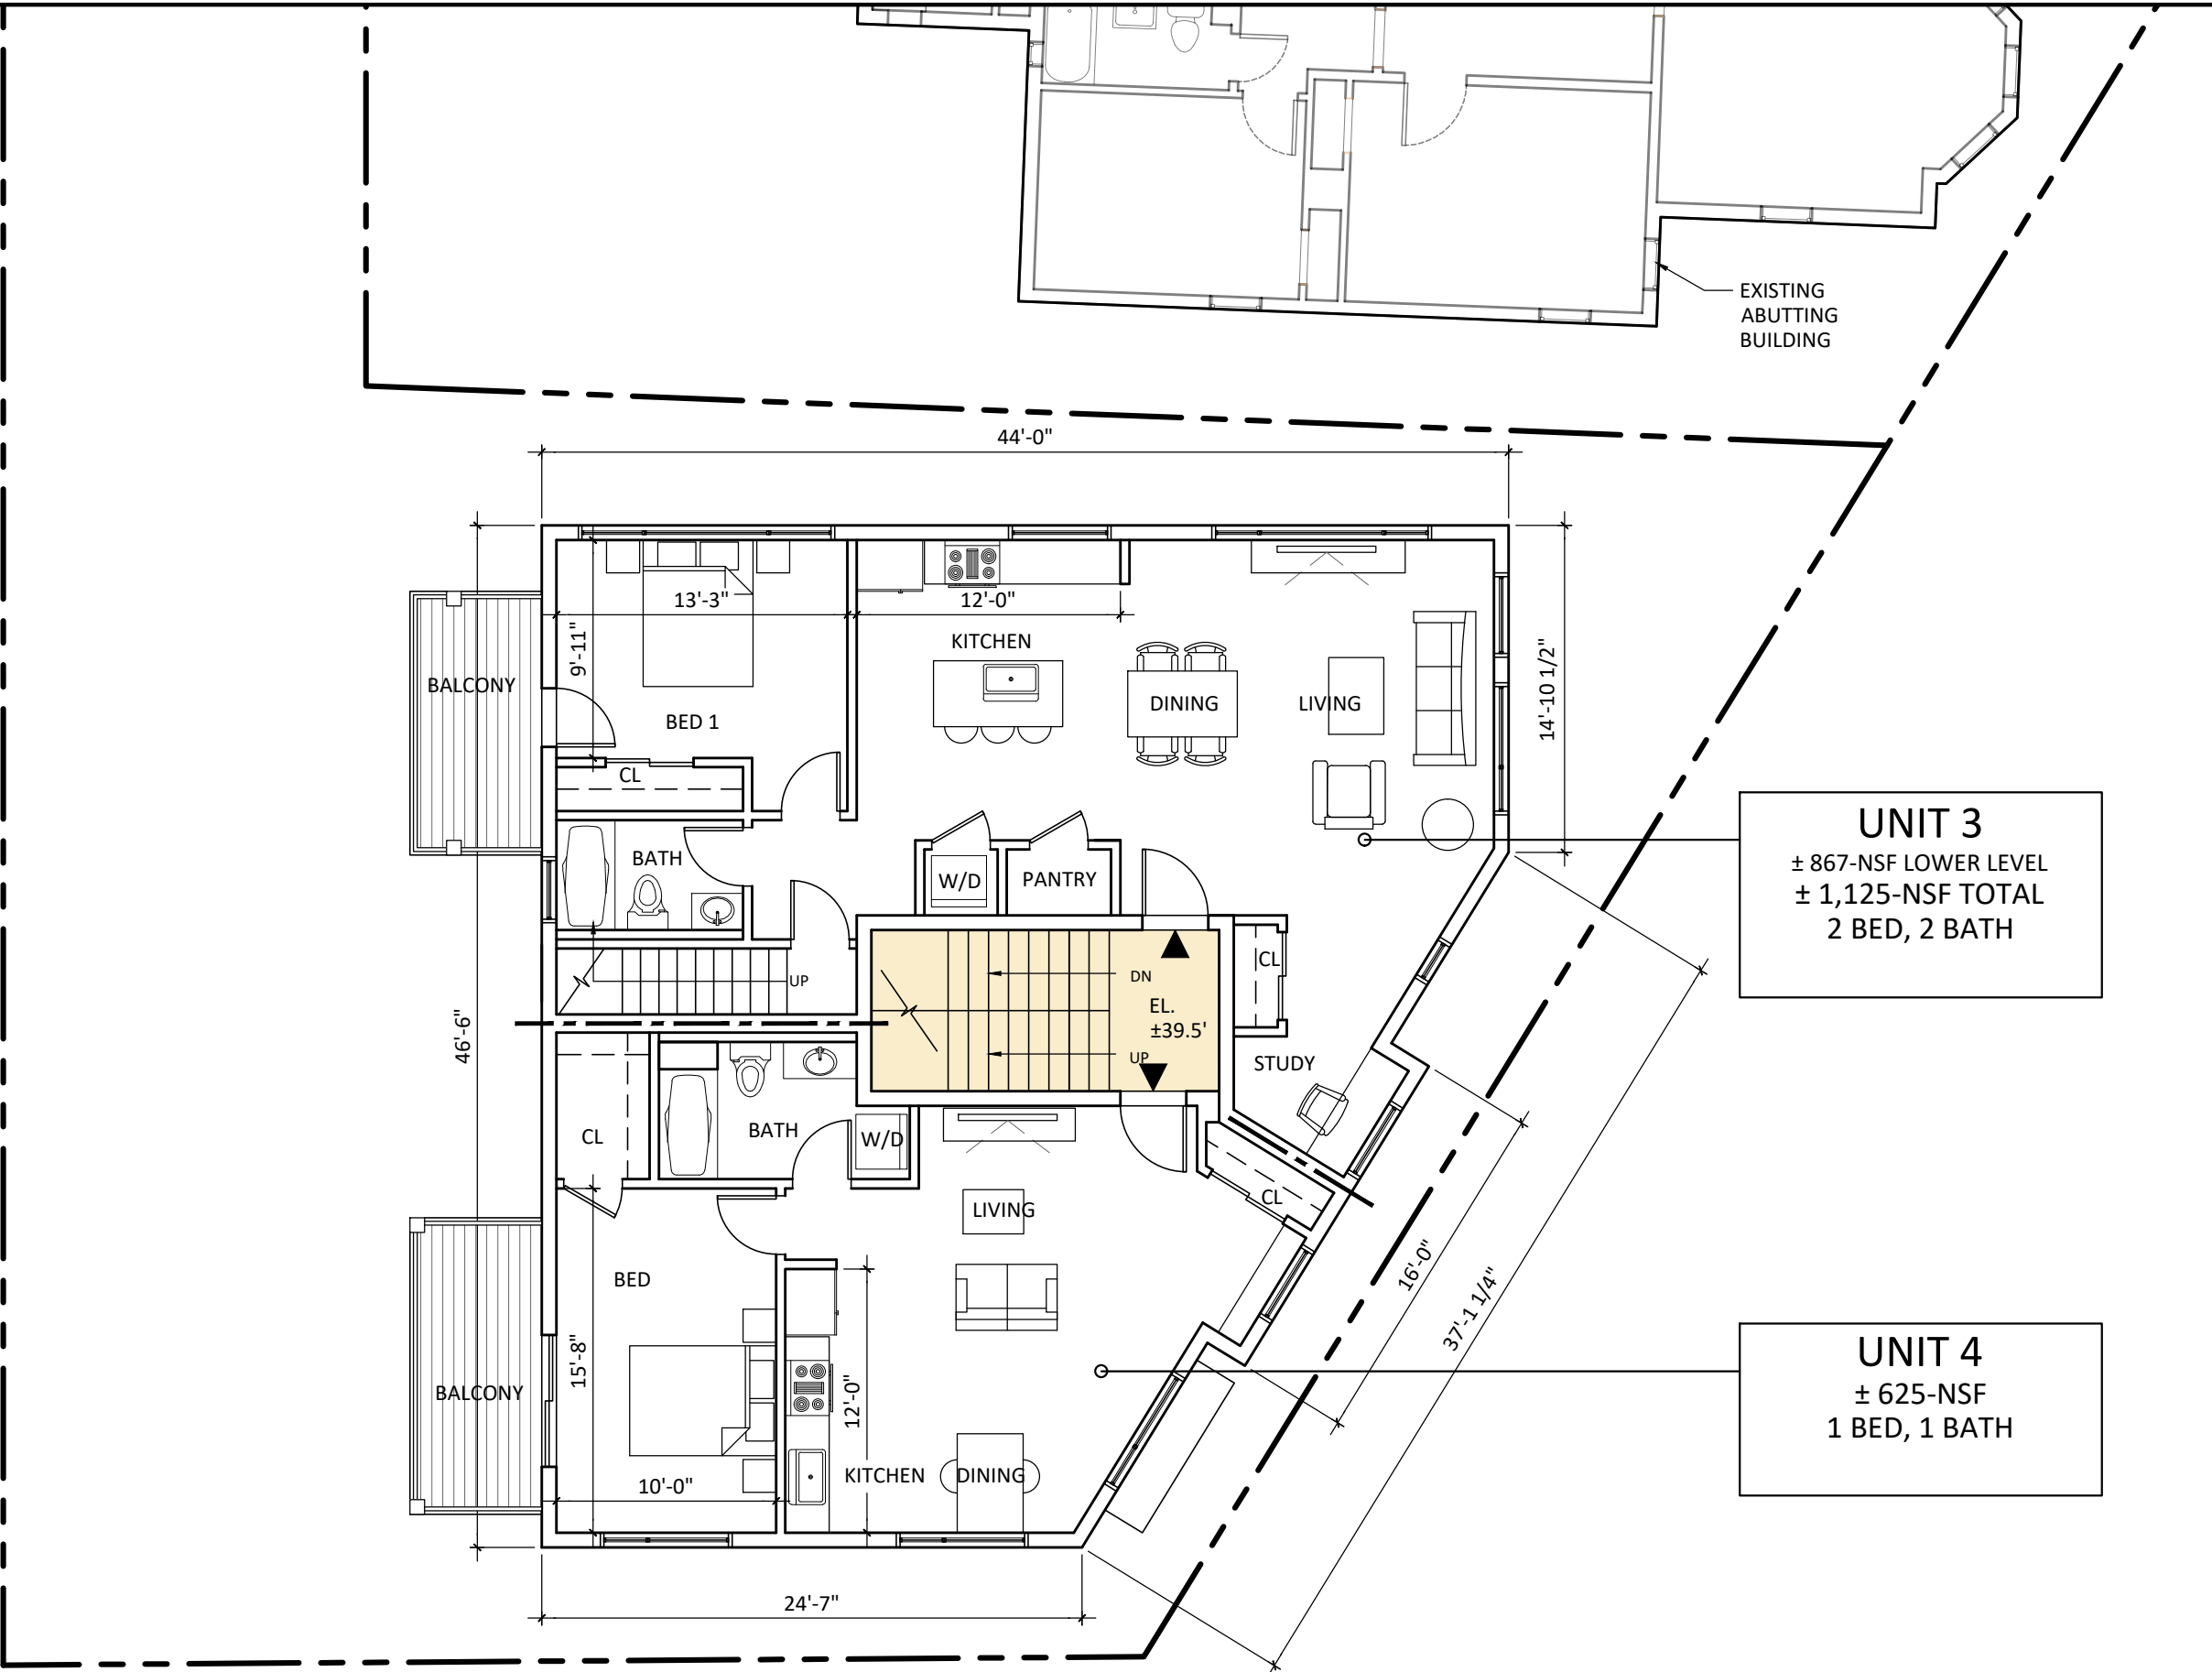 EXISTING
ABUTTING
BUILDING
44'-0"
13'-3"
12'-0"
9'-11"
KITCHEN
BALCONY
DINING
LIVING
14'-10 1/2"
BED 1
CL
BATH
W/D
PANTRY
UNIT 3
± 867-NSF LOWER LEVEL
± 1,125-NSF TOTAL
2 BED, 2 BATH
CL
UP
DN
EL.
±39.5'
UP
46'-6"
STUDY
CL
BATH
W/D
CL
LIVING
BED
16'-0"
37'-1 1/4"
15'-8"
12'-0"
BALCONY
UNIT 4
± 625-NSF
1 BED, 1 BATH
KITCHEN
DINING
10'-0"
24'-7"